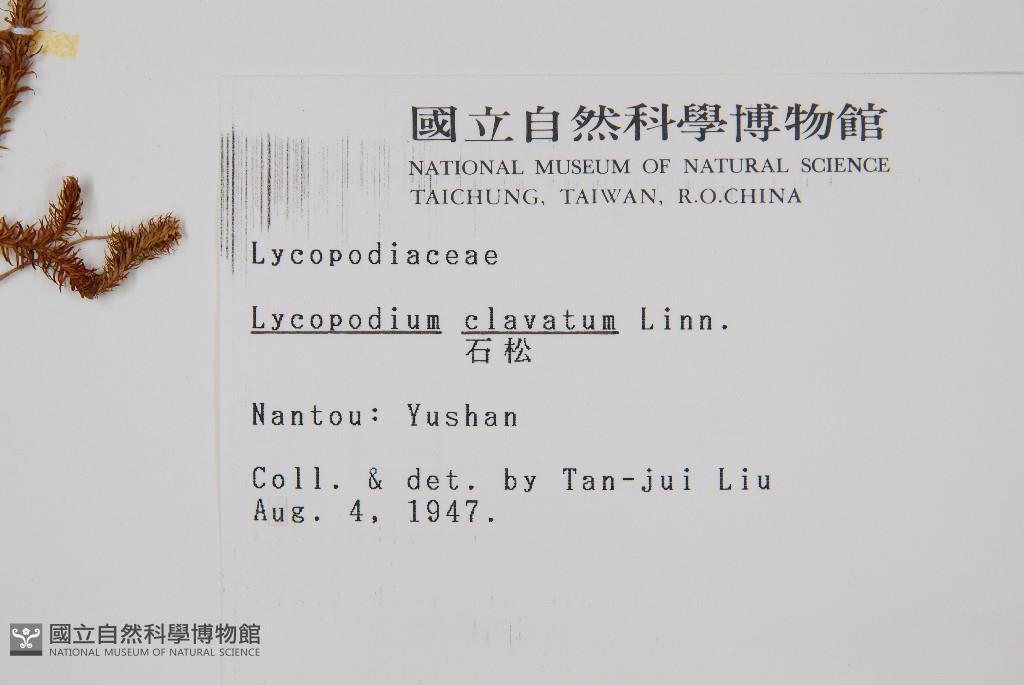 國立自然科學博物館
NATIONAL MUSEUM OF NATURAL SCIENCE
TAICHUNG, TAIWAN, R.O.CHINA
Lycopodiaceae
Lycopodium clavatum Linn.
石松
Nantou: Yushan
Coll. & det. by Tan-jui Liu
Aug. 4, 1947.
國立自然科學博物館
NATIONAL MUSEUM OF NATURAL SCIENCE